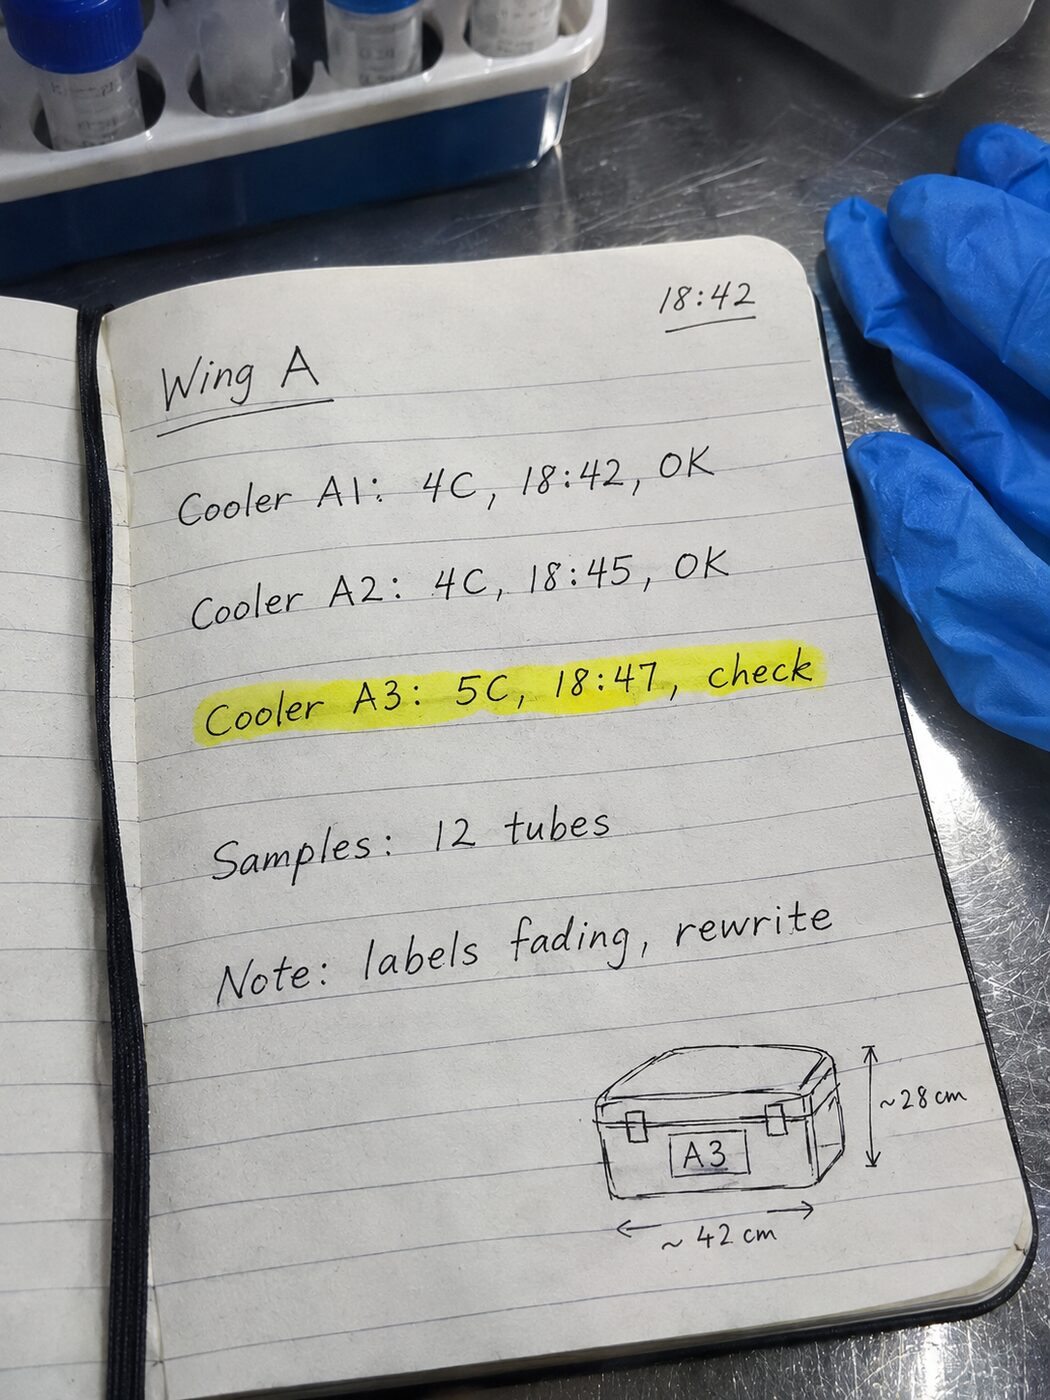 18:42
Wing A
Cooler A1: 4C, 18:42, OK
Cooler A2: 4C, 18:45, OK
Cooler A3: 5C, 18:47, check
Samples: 12 tubes
Note: labels fading, rewrite
~28 cm
A3
~ 42 cm